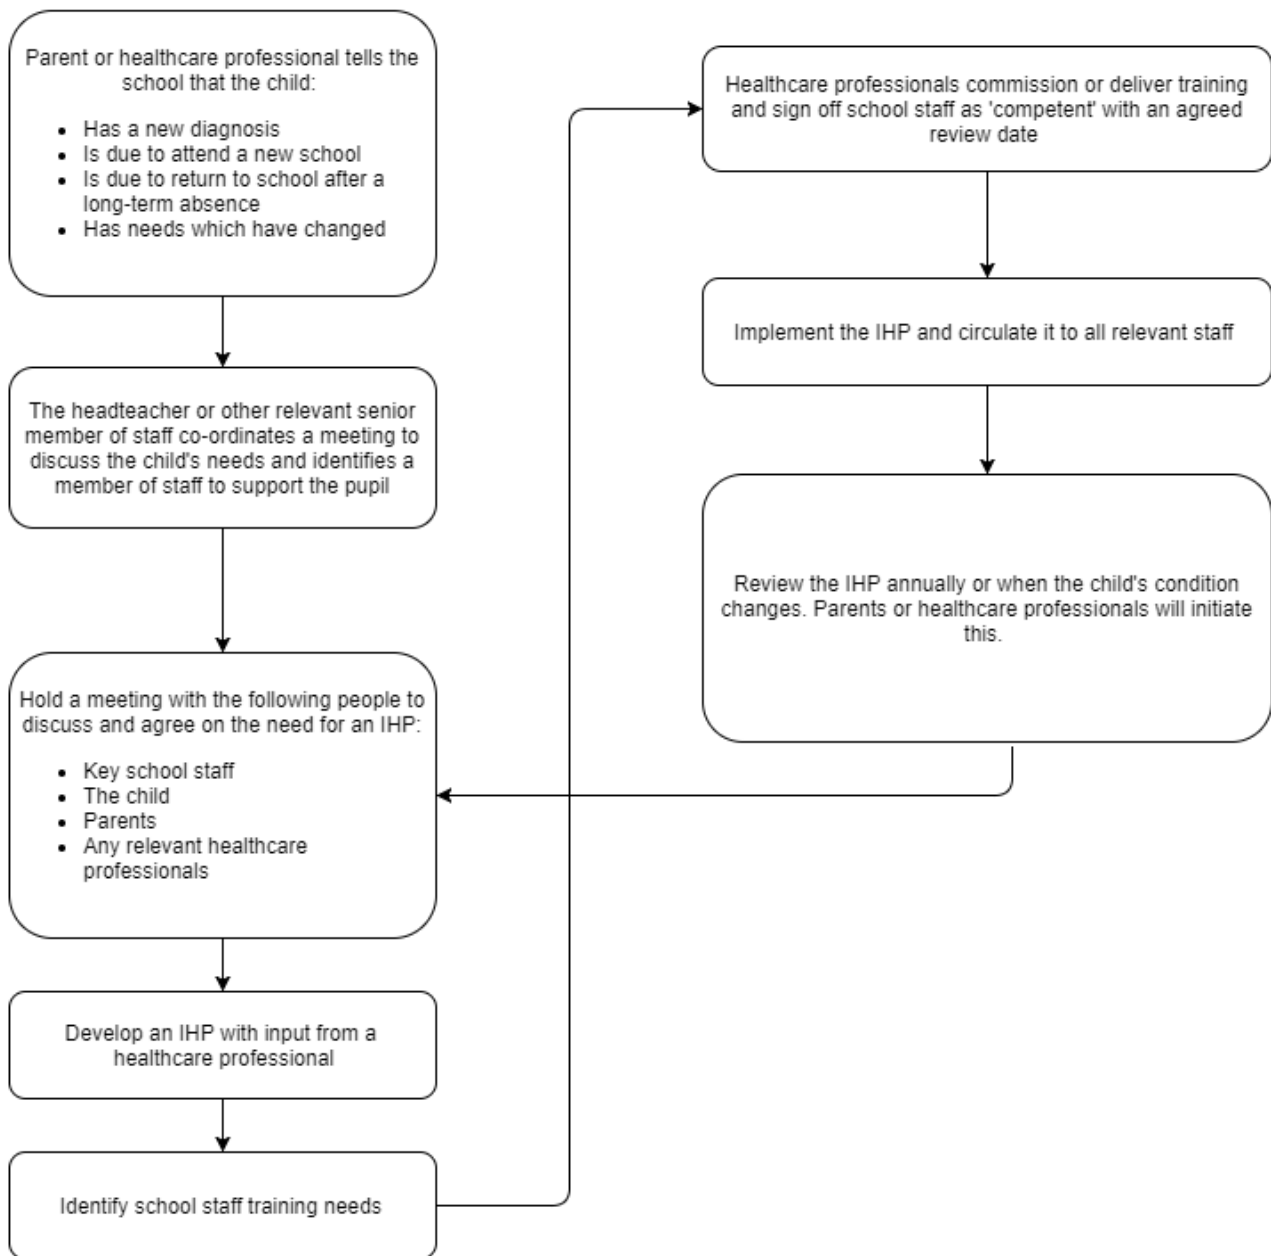 Parent or healthcare professional tells the
school that the child:
• Has a new diagnosis
• Is due to attend a new school
• Is due to return to school after a
long-term absence
• Has needs which have changed
The headteacher or other relevant senior
member of staff co-ordinates a meeting to
discuss the child's needs and identifies a
member of staff to support the pupil
Hold a meeting with the following people to
discuss and agree on the need for an IHP:
• Key school staff
• The child
• Parents
• Any relevant healthcare
professionals
Develop an IHP with input from a
healthcare professional
Identify school staff training needs
Healthcare professionals commission or deliver training
and sign off school staff as 'competent' with an agreed
review date
Implement the IHP and circulate it to all relevant staff
Review the IHP annually or when the child's condition
changes. Parents or healthcare professionals will initiate
this.